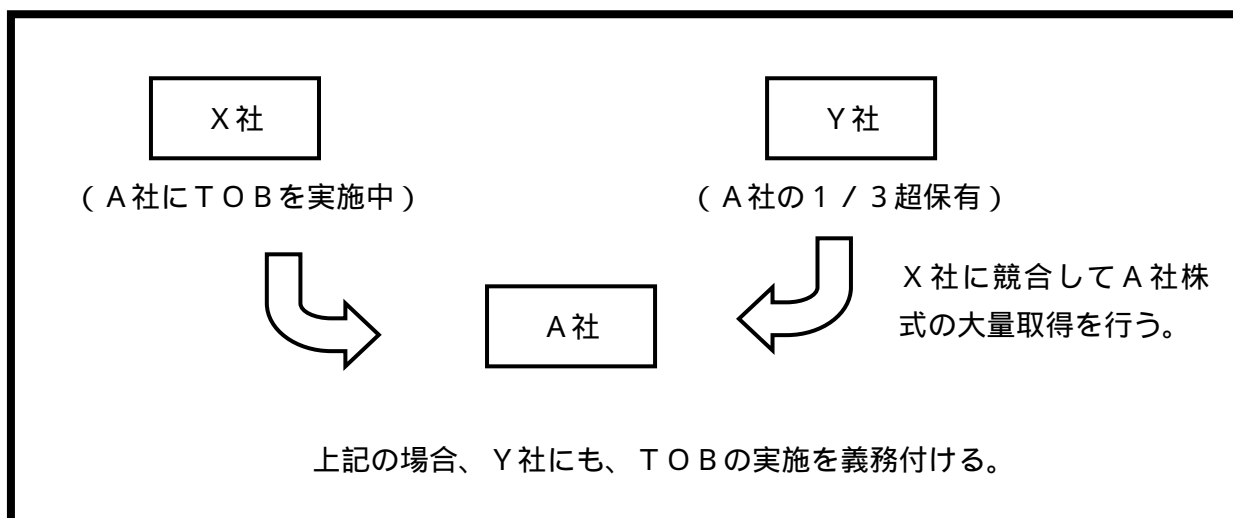 X社
Y社
(A社にTOBを実施中)
(A社の1/3超保有)
X社に競合してA社株
式の大量取得を行う。
A社
上記の場合、Y社にも、TOBの実施を義務付ける。